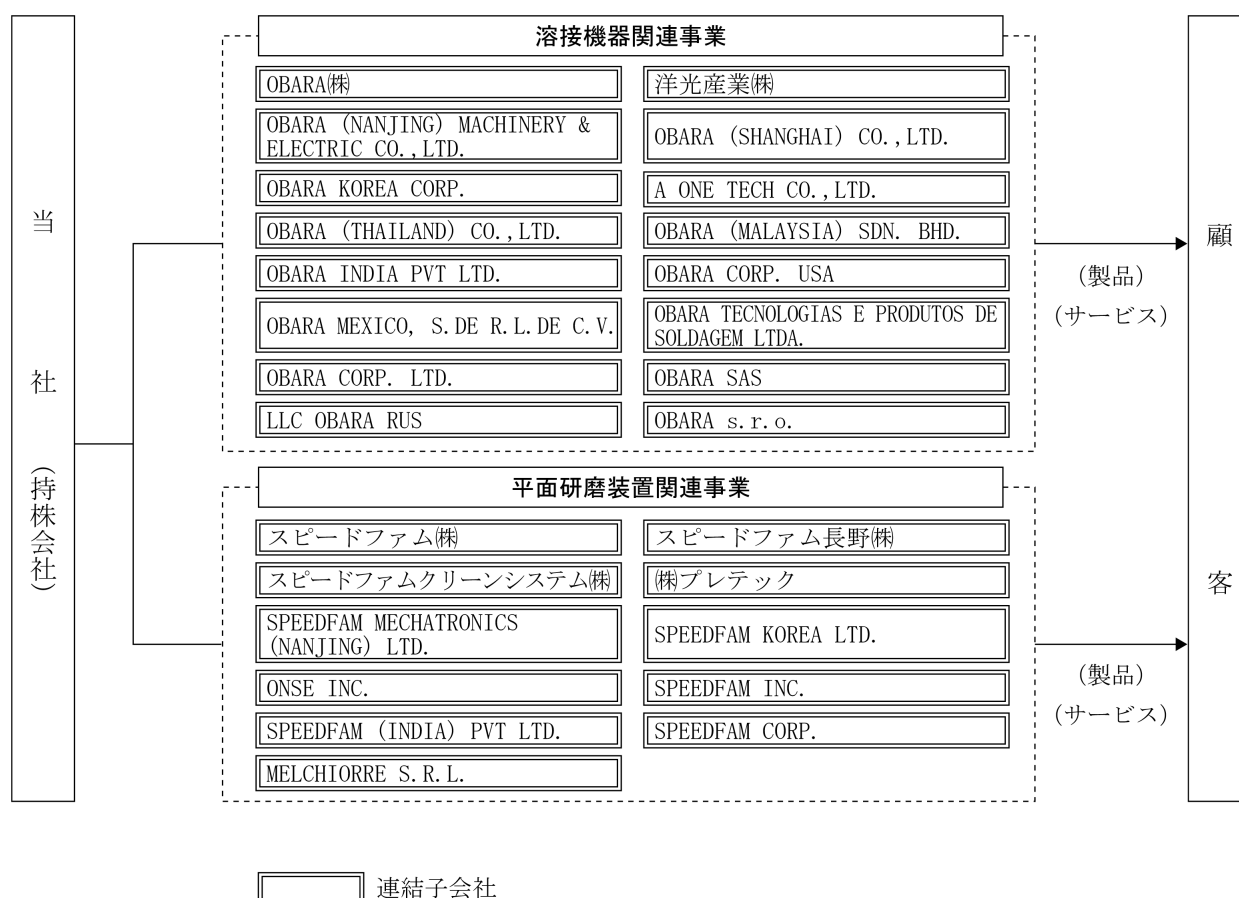 当社(持株会社)
溶接機器関連事業
OBARA㈱
洋光産業㈱
OBARA (NANJING) MACHINERY &
ELECTRIC CO.,LTD.
OBARA (SHANGHAI) CO.,LTD.
OBARA KOREA CORP.
A ONE TECH CO.,LTD.
OBARA (THAILAND) CO.,LTD.
OBARA (MALAYSIA) SDN. BHD.
OBARA INDIA PVT LTD.
OBARA CORP. USA
OBARA MEXICO, S.DE R.L.DE C.V.
OBARA TECNOLOGIAS E PRODUTOS DE
SOLDAGEM LTDA.
OBARA CORP. LTD.
OBARA SAS
LLC OBARA RUS
OBARA s.r.o.
(製品)
(サービス)
平面研磨装置関連事業
スピードファム㈱
スピードファム長野㈱
スピードファムクリーンシステム㈱
㈱プレテック
SPEEDFAM MECHATRONICS
(NANJING) LTD.
SPEEDFAM KOREA LTD.
ONSE INC.
SPEEDFAM INC.
SPEEDFAM (INDIA) PVT LTD.
SPEEDFAM CORP.
MELCHIORRE S.R.L.
(製品)
(サービス)
顧客
連結子会社